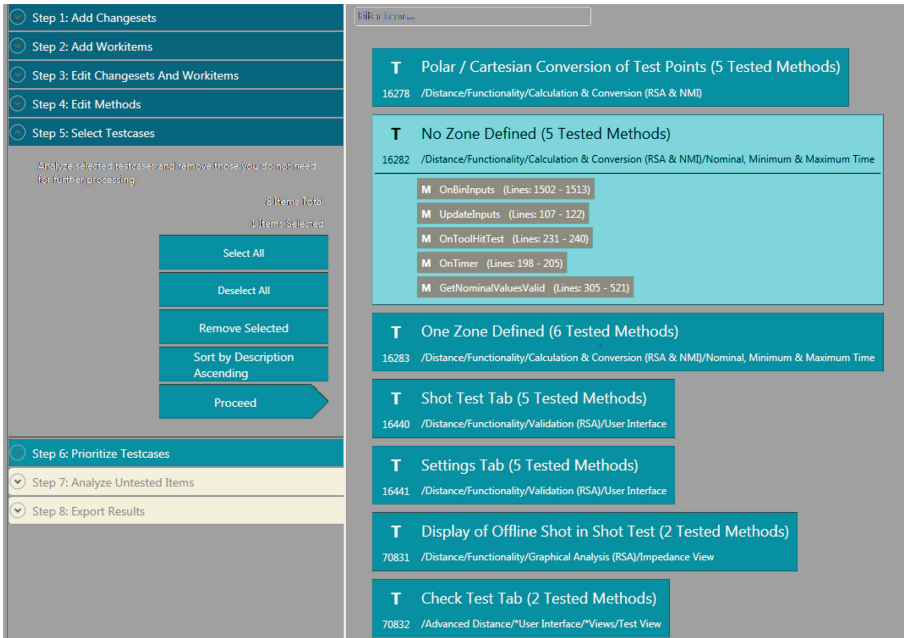 Step 1: Add Changesets
Step 2: Add Workitems
Step 3: Edit Changesets And Workitems
Step 4: Edit Methods
Step 5: Select Testcases
Analyze selected testcases and remove those you do not need
for further processing.
8 Items Total
1 Items Selected
Select All
Deselect All
Remove Selected
Sort by Description
Ascending
Proceed
Step 6: Prioritize Testcases
Step 7: Analyze Untested Items
Step 8: Export Results
Filter items...
T Polar / Cartesian Conversion of Test Points (5 Tested Methods)
16278 /Distance/Functionality/Calculation & Conversion (RSA & NMI)
T No Zone Defined (5 Tested Methods)
16282 /Distance/Functionality/Calculation & Conversion (RSA & NMI)/Nominal, Minimum & Maximum Time
M OnBinInputs (Lines: 1502 - 1513)
M UpdateInputs (Lines: 107 - 122)
M OnToolHitTest (Lines: 231 - 240)
M OnTimer (Lines: 198 - 205)
M GetNominalValuesValid (Lines: 305 - 521)
T One Zone Defined (6 Tested Methods)
16283 /Distance/Functionality/Calculation & Conversion (RSA & NMI)/Nominal, Minimum & Maximum Time
T Shot Test Tab (5 Tested Methods)
16440 /Distance/Functionality/Validation (RSA)/User Interface
T Settings Tab (5 Tested Methods)
16441 /Distance/Functionality/Validation (RSA)/User Interface
T Display of Offline Shot in Shot Test (2 Tested Methods)
70831 /Distance/Functionality/Graphical Analysis (RSA)/Impedance View
T Check Test Tab (2 Tested Methods)
70832 /Advanced Distance/*User Interface/*Views/Test View